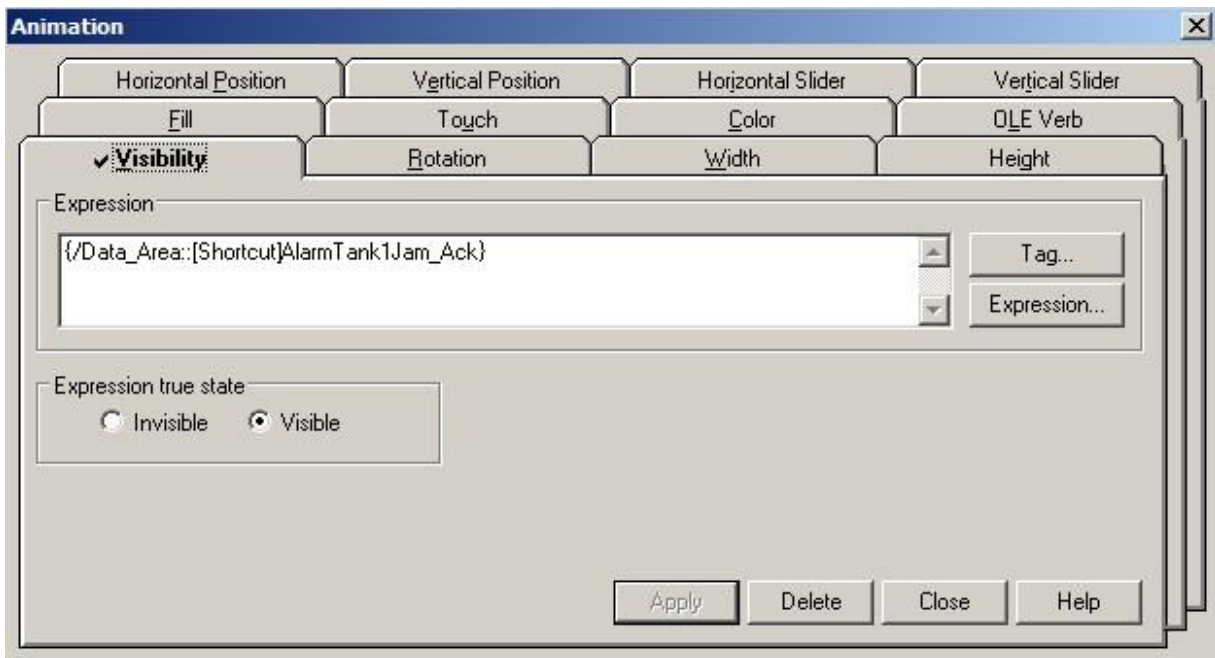 Animation
Horizontal Position Vertical Position Horizontal Slider Vertical Slider
Fill Touch Color OLE Verb
Visibility Rotation Width Height
Expression
{/Data_Area::[Shortcut]AlarmTank1Jam_Ack}
Tag...
Expression...
Expression true state
Invisible Visible
Apply Delete Close Help